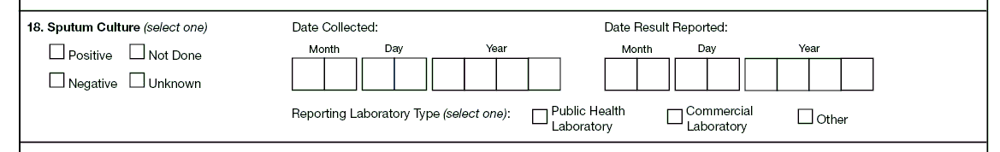 18. Sputum Culture (select one)
Positive
Not Done
Negative
Unknown
Date Collected:
Month Day Year
Date Result Reported:
Month Day Year
Reporting Laboratory Type (select one):
Public Health
Laboratory
Commercial
Laboratory
Other